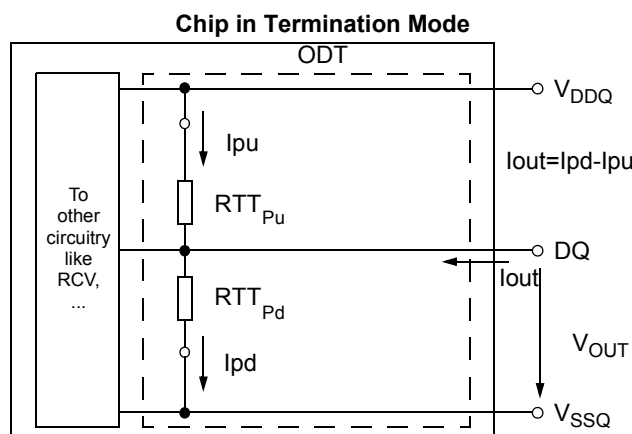 Chip in Termination Mode
ODT
VDDQ
Ipu
Iout=Ipd-Ipu
To
other
circuitry
like
RCV,
...
RTTPu
DQ
Iout
RTTPd
VOUT
Ipd
VSSQ